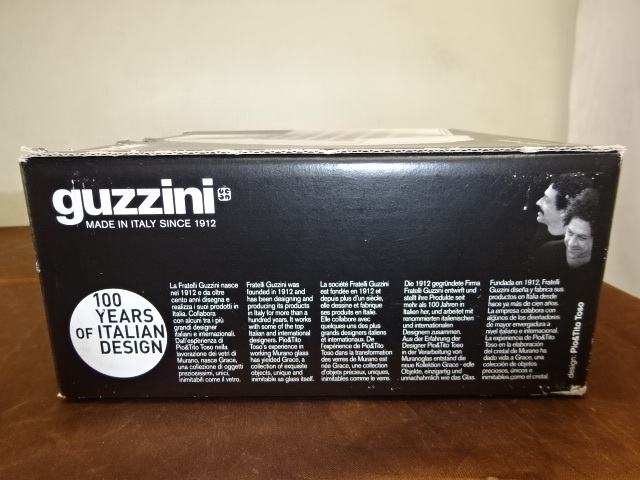 guzzini
MADE IN ITALY SINCE 1912
100
YEARS
OF ITALIAN
DESIGN
La Fratelli Guzzini nasce
nel 1912 e da oltre
cento anni disegna e
realizza i suoi prodotti in
Italia. Collabora
con alcuni tra i più
grandi designer
italiani e internazionali.
Dall'esperienza di
Pio&Tito Toso nella
lavorazione dei vetri di
Murano, nasce Grace,
una collezione di oggetti
preziosissimi, unici,
inimitabili come il vetro.
Fratelli Guzzini was
founded in 1912 and
has been designing and
producing its products
in Italy for more than a
hundred years. It works
with some of the top
Italian and international
designers. Pio&Tito
Toso's experience in
working Murano glass
has yielded Grace, a
collection of exquisite
objects, unique and
inimitable as glass itself.
La société Fratelli Guzzini
est fondée en 1912 et
depuis plus d'un siècle,
elle dessine et fabrique
ses produits en Italie.
Elle collabore avec
quelques-uns des plus
grands designers italiens
et internationaux. De
l'expérience de Pio&Tito
Toso dans la transformation
des verres de Murano est
née Grace, une collection
d'objets précieux, uniques,
inimitables comme le verre.
Die 1912 gegründete Firma
Fratelli Guzzini entwirft und
stellt ihre Produkte seit
mehr als 100 Jahren in
Italien her, und arbeitet mit
renommierten italienischen
und internationalen
Designern zusammen.
Aus der Erfahrung der
Designer Pio&Tito Toso
in der Verarbeitung von
Muranoglas entstand die
neue Kollektion Grace - edle
Objekte, einzigartig und
unnachahmlich wie das Glas.
Fundada en 1912, Fratelli
Guzzini diseña y fabrica sus
productos en Italia desde
hace ya más de cien años.
La empresa colabora con
algunos de los diseñadores
de mayor envergadura a
nivel italiano e internacional.
La experiencia de Pio&Tito
Toso en la elaboración
del cristal de Murano ha
dado vida a Grace, una
colección de objetos
preciosos, únicos e
inimitables como el cristal.
design: Pio&Tito Toso